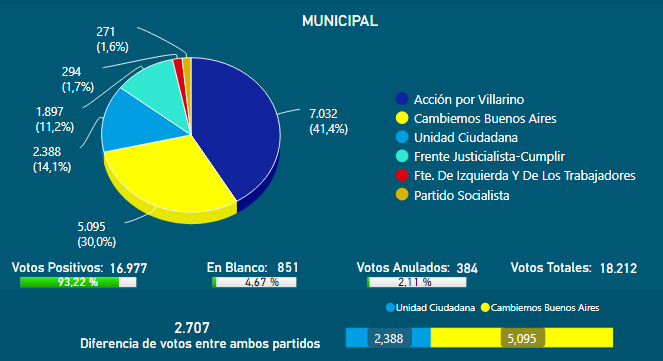 MUNICIPAL
271
(1,6%)
294
(1,7%)
1.897
(11,2%)
2.388
(14,1%)
5.095
(30,0%)
7.032
(41,4%)
Acción por Villarino
Cambiemos Buenos Aires
Unidad Ciudadana
Frente Justicialista-Cumplir
Fte. De Izquierda Y De Los Trabajadores
Partido Socialista
Votos Positivos: 16.977
93,22 %
En Blanco: 851
4,67 %
Votos Anulados: 384
2,11 %
Votos Totales: 18.212
Unidad Ciudadana Cambiemos Buenos Aires
2.707
Diferencia de votos entre ambos partidos
2,388 5,095